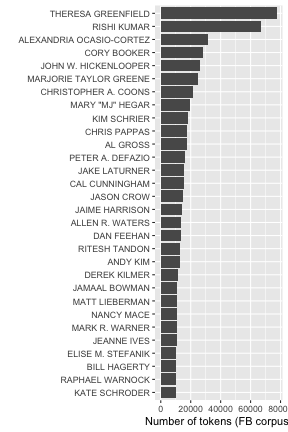 THERESA GREENFIELD
RISHI KUMAR
ALEXANDRIA OCASIO-CORTEZ
CORY BOOKER
JOHN W. HICKENLOOPER
MARJORIE TAYLOR GREENE
CHRISTOPHER A. COONS
MARY "MJ" HEGAR
KIM SCHRIER
CHRIS PAPPAS
AL GROSS
PETER A. DEFAZIO
JAKE LATURNER
CAL CUNNINGHAM
JASON CROW
JAIME HARRISON
ALLEN R. WATERS
DAN FEEHAN
RITESH TANDON
ANDY KIM
DEREK KILMER
JAMAAL BOWMAN
MATT LIEBERMAN
NANCY MACE
MARK R. WARNER
JEANNE IVES
ELISE M. STEFANIK
BILL HAGERTY
RAPHAEL WARNOCK
KATE SCHRODER
0 20000 40000 60000 8000
Number of tokens (FB corpus